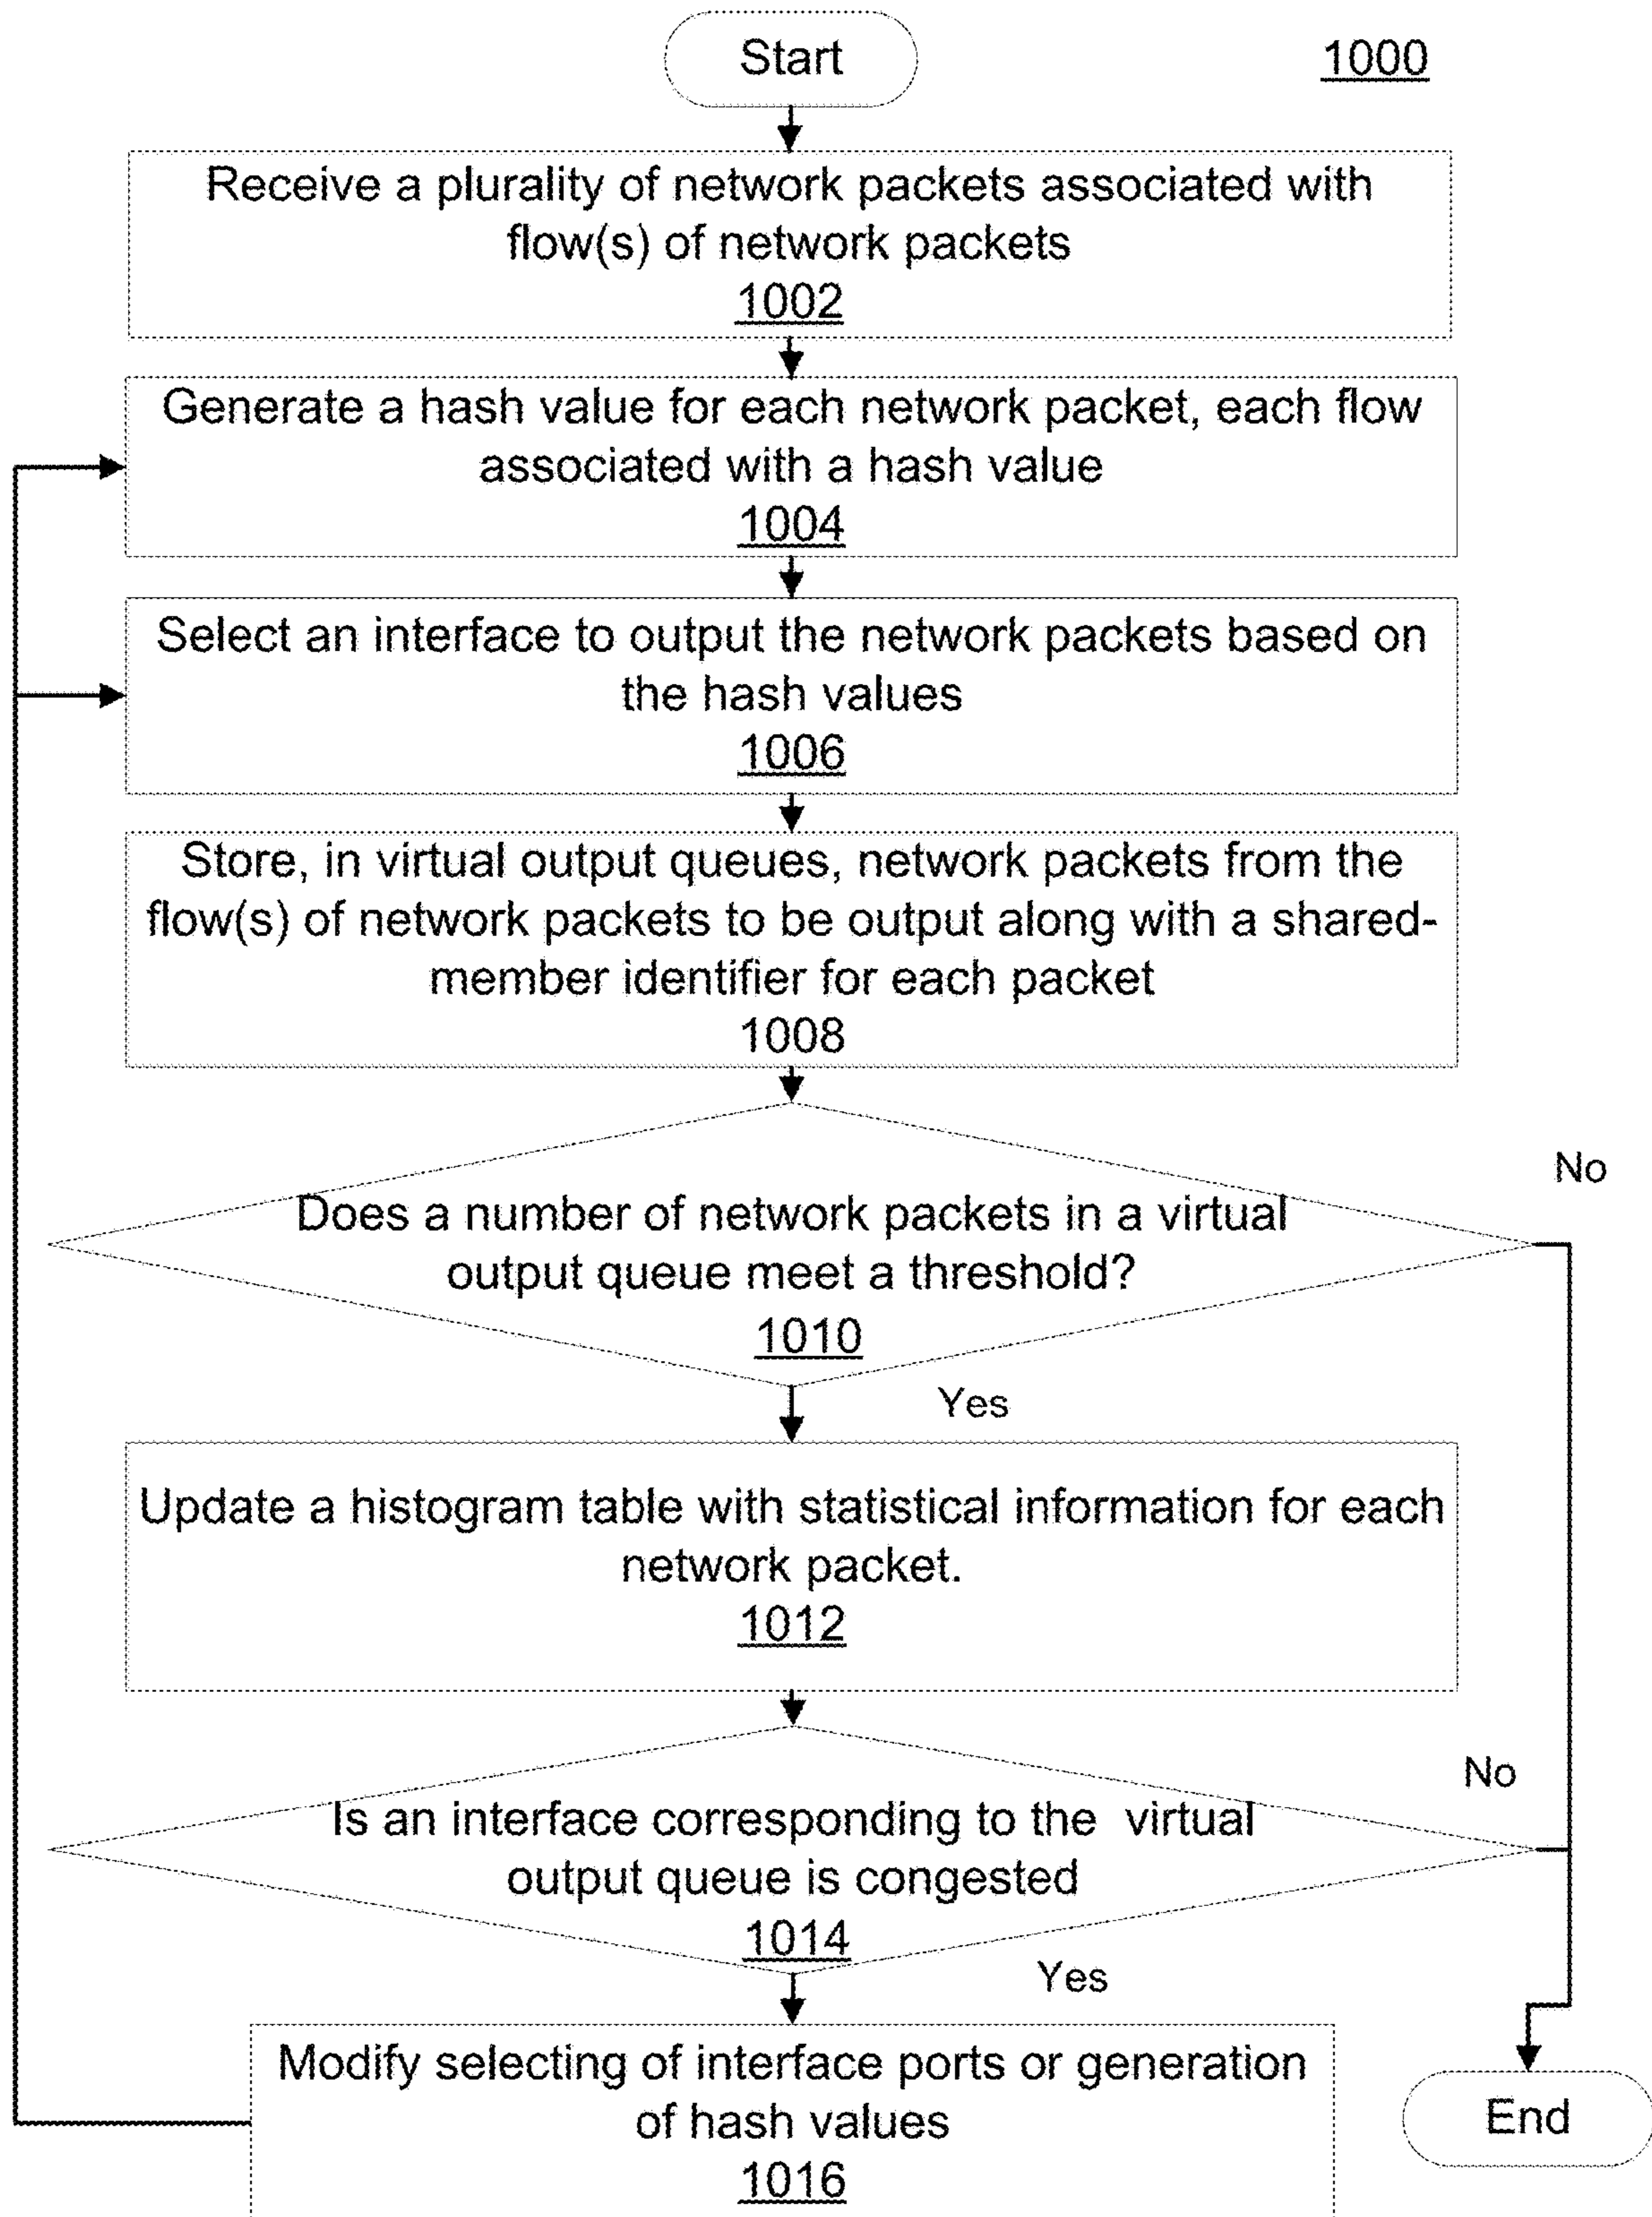 Start
1000
Receive a plurality of network packets associated with
flow(s) of network packets
1002
Generate a hash value for each network packet, each flow
associated with a hash value
1004
Select an interface to output the network packets based on
the hash values
1006
Store, in virtual output queues, network packets from the
flow(s) of network packets to be output along with a shared-
member identifier for each packet
1008
No
Does a number of network packets in a virtual
output queue meet a threshold?
1010
Yes
Update a histogram table with statistical information for each
network packet.
1012
No
Is an interface corresponding to the virtual
output queue is congested
1014
Yes
Modify selecting of interface ports or generation
of hash values
1016
End